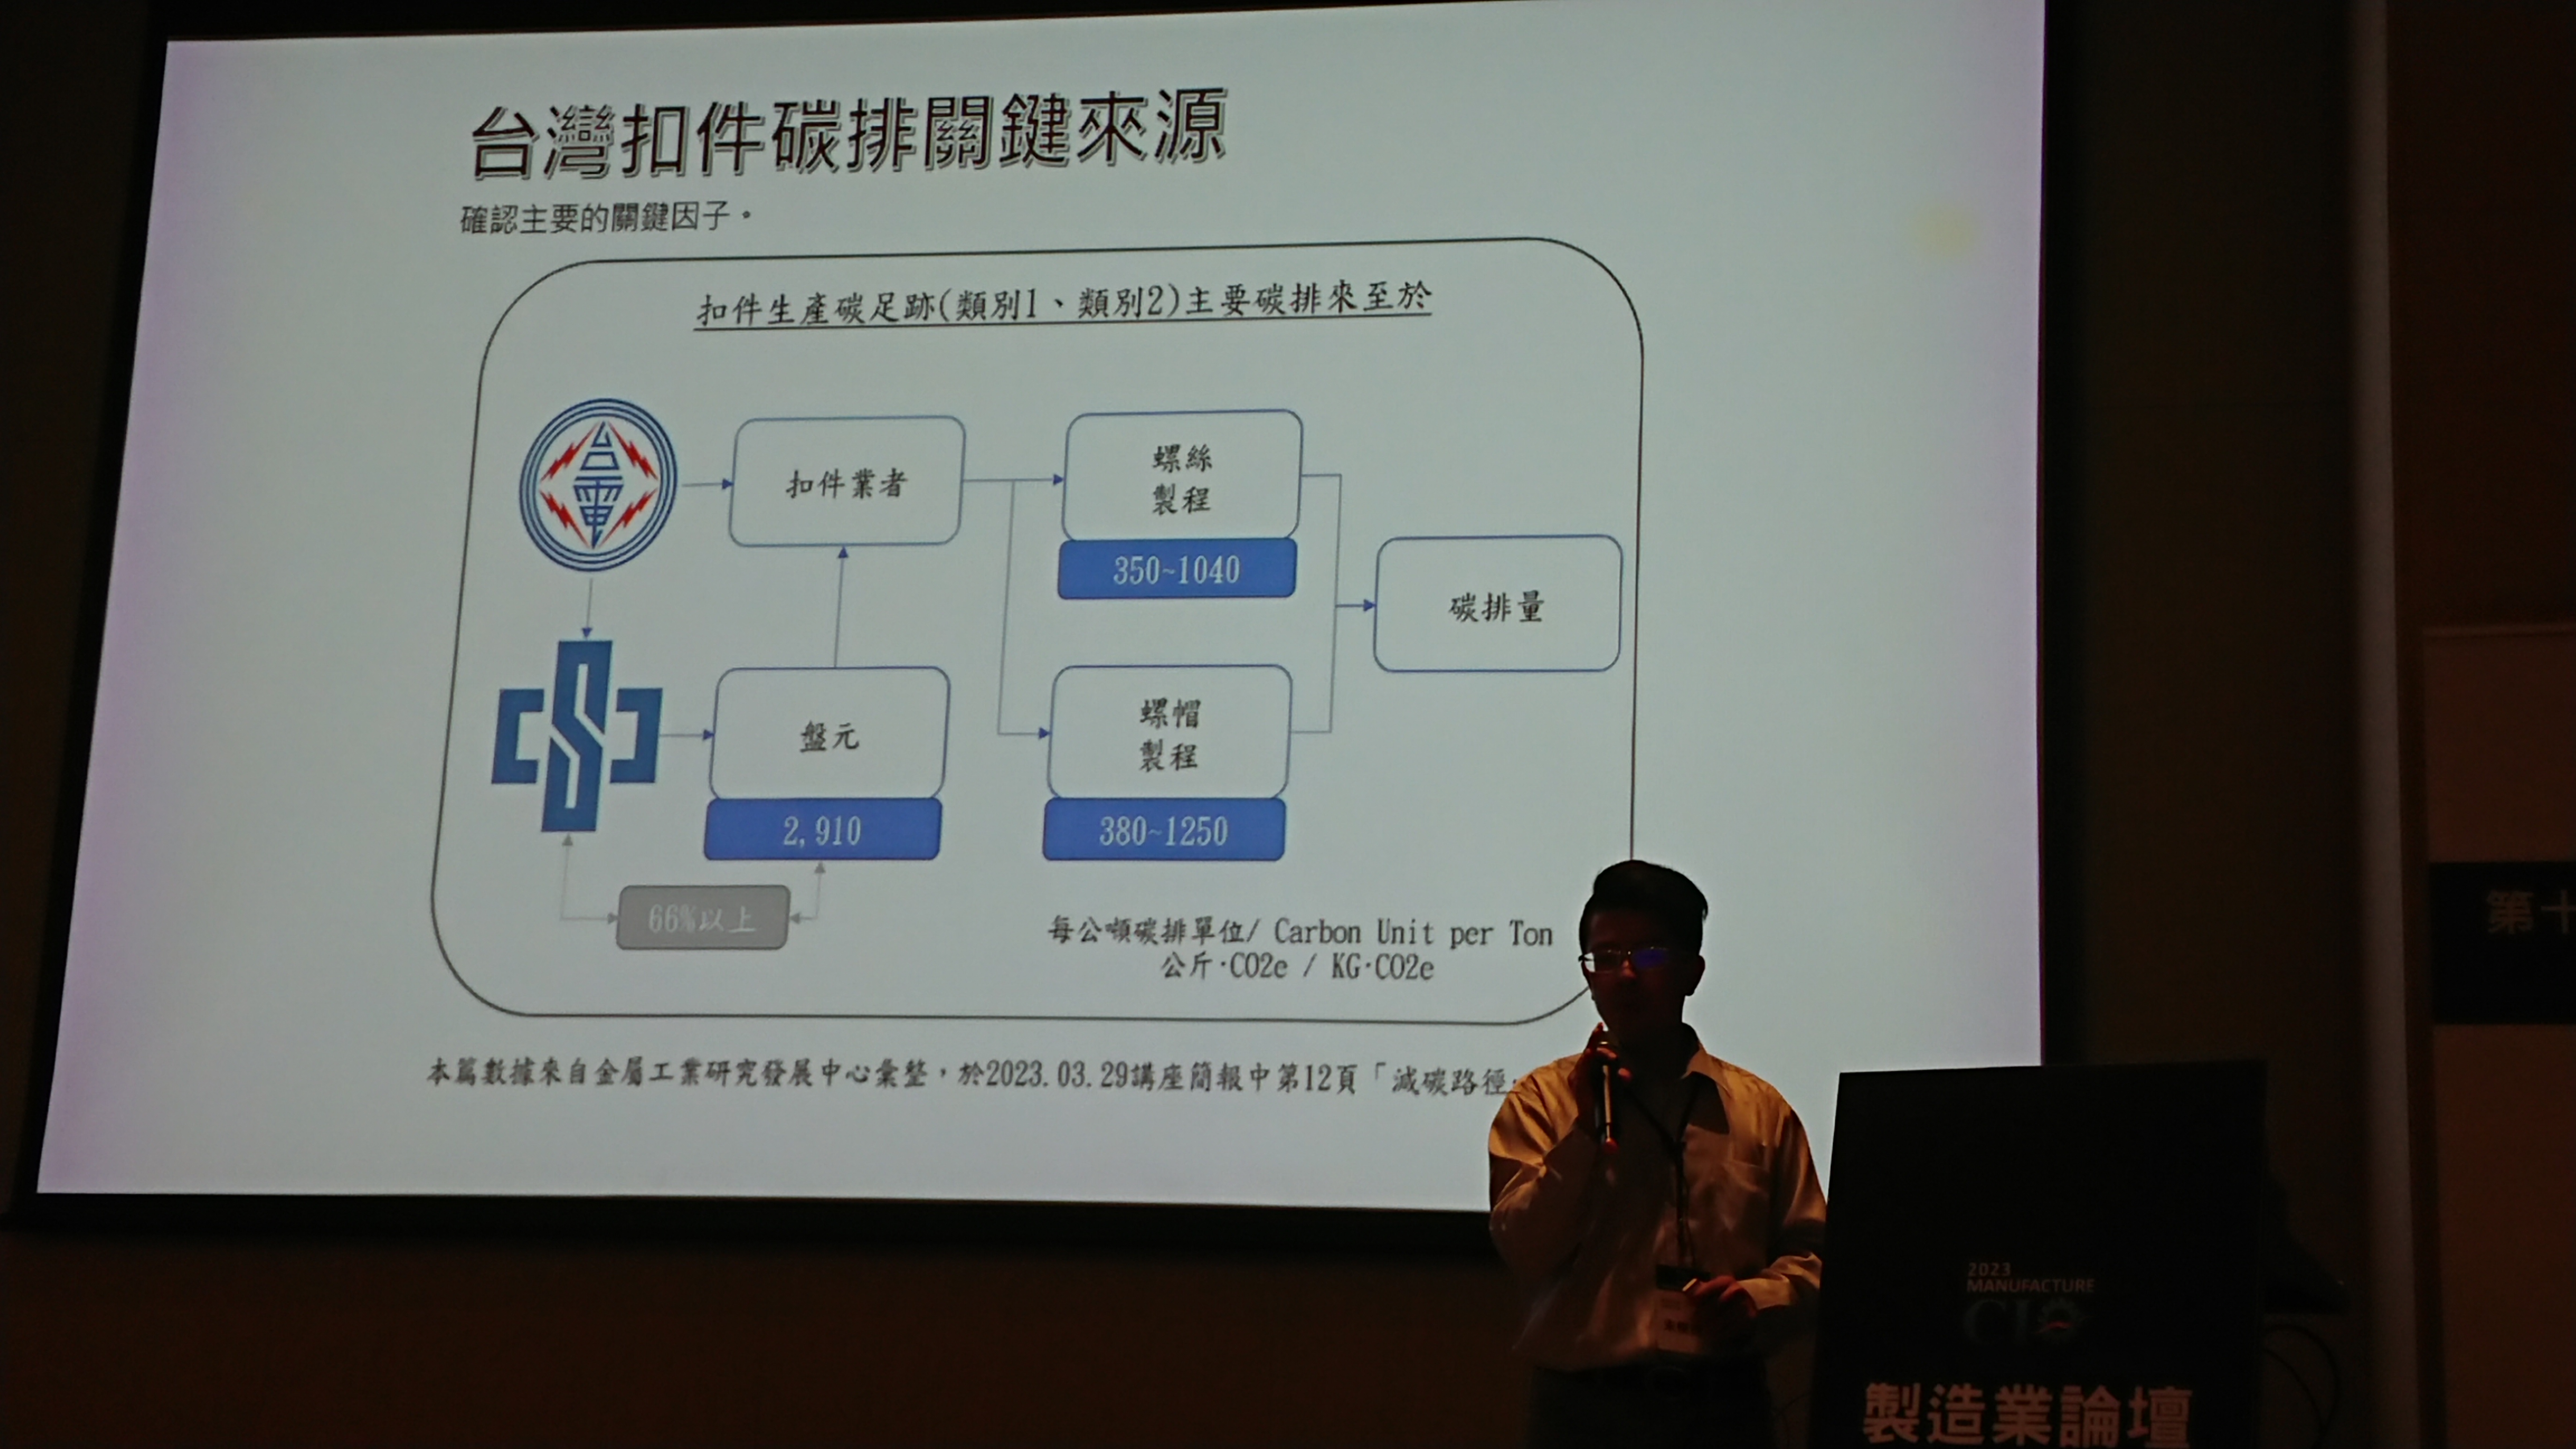 台灣扣件碳排關鍵來源
確認主要的關鍵因子。
扣件生產碳足跡(類別1、類別2)主要碳排來至於
台電
扣件業者
螺絲
製程
350~1040
碳排量
盤元
2,910
螺帽
製程
380~1250
66%以上
每公噸碳排單位/ Carbon Unit per Ton
公斤·CO2e / KG·CO2e
本篇數據來自金屬工業研究發展中心彙整，於2023.03.29講座簡報中第12頁「減碳路徑
第十
2023
MANUFACTURE
CIO
製造業論壇